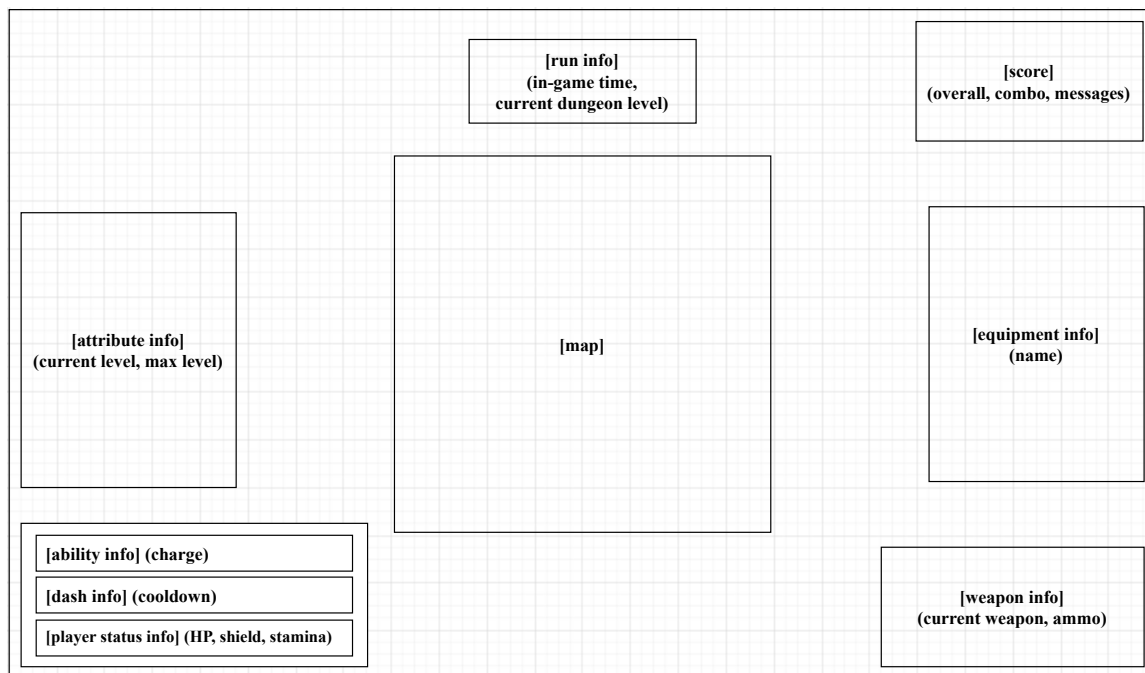 [run info]
(in-game time,
current dungeon level)
[score]
(overall, combo, messages)
[attribute info]
(current level, max level)
[map]
[equipment info]
(name)
[ability info] (charge)
[dash info] (cooldown)
[player status info] (HP, shield, stamina)
[weapon info]
(current weapon, ammo)